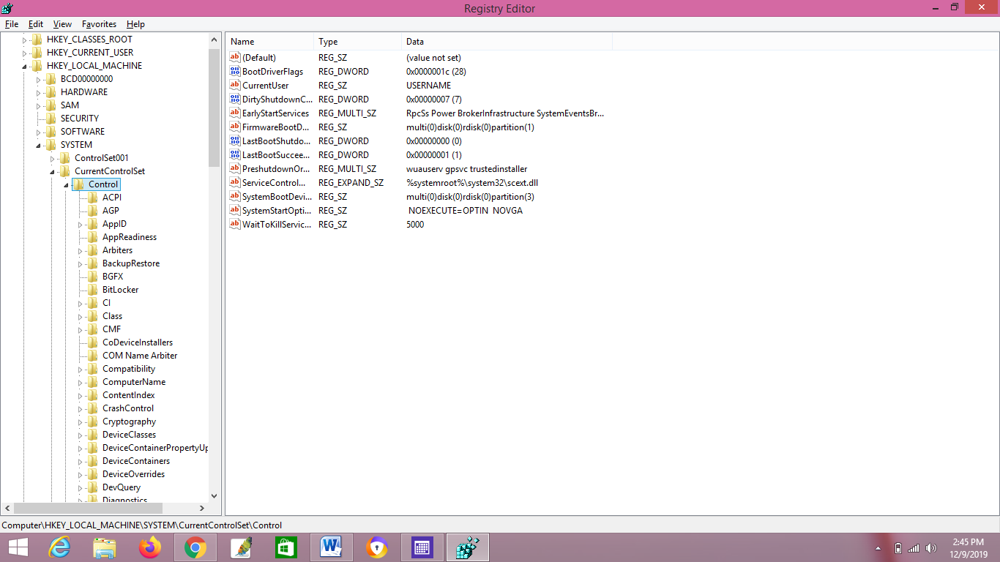 Registry Editor
File Edit View Favorites Help
HKEY_CLASSES_ROOT
HKEY_CURRENT_USER
HKEY_LOCAL_MACHINE
BCD00000000
HARDWARE
SAM
SECURITY
SOFTWARE
SYSTEM
ControlSet001
CurrentControlSet
Control
ACPI
AGP
AppID
AppReadiness
Arbiters
BackupRestore
BGFX
BitLocker
CI
Class
CMF
CoDeviceInstallers
COM Name Arbiter
Compatibility
ComputerName
ContentIndex
CrashControl
Cryptography
DeviceClasses
DeviceContainerPropertyUp
DeviceContainers
DeviceOverrides
DevQuery
Diagnostics
Name Type Data
(Default) REG_SZ (value not set)
BootDriverFlags REG_DWORD 0x0000001c (28)
CurrentUser REG_SZ USERNAME
DirtyShutdownC... REG_DWORD 0x00000007 (7)
EarlyStartServices REG_MULTI_SZ RpcSs Power BrokerInfrastructure SystemEventsBr...
FirmwareBootD... REG_SZ multi(0)disk(0)rdisk(0)partition(1)
LastBootShutdo... REG_DWORD 0x00000000 (0)
LastBootSuccee... REG_DWORD 0x00000001 (1)
PreshutdownOr... REG_MULTI_SZ wuauserv gpsvc trustedinstaller
ServiceControl... REG_EXPAND_SZ %systemroot%\system32\scext.dll
SystemBootDevi... REG_SZ multi(0)disk(0)rdisk(0)partition(3)
SystemStartOpti... REG_SZ NOEXECUTE=OPTIN NOVGA
WaitToKillServic... REG_SZ 5000
Computer\HKEY_LOCAL_MACHINE\SYSTEM\CurrentControlSet\Control
2:45 PM
12/9/2019